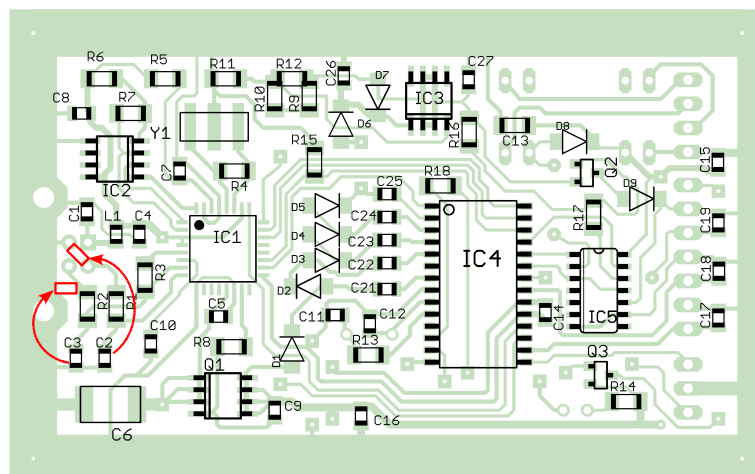 R6
R5
R11
R12
C26
D7
C27
R10
R9
IC3
C8
R7
Y1
D6
R16
C13
D8
R15
C15
IC2
C7
R4
R18
Q2
D9
C25
C1
L1
C4
IC1
D5
C24
R17
C19
D4
C23
IC4
R3
D3
C22
C18
D2
C21
R2
R1
C5
C11
C12
C14
IC5
C17
C3
C2
C10
R8
D1
R13
Q1
Q3
R14
C6
C9
C16